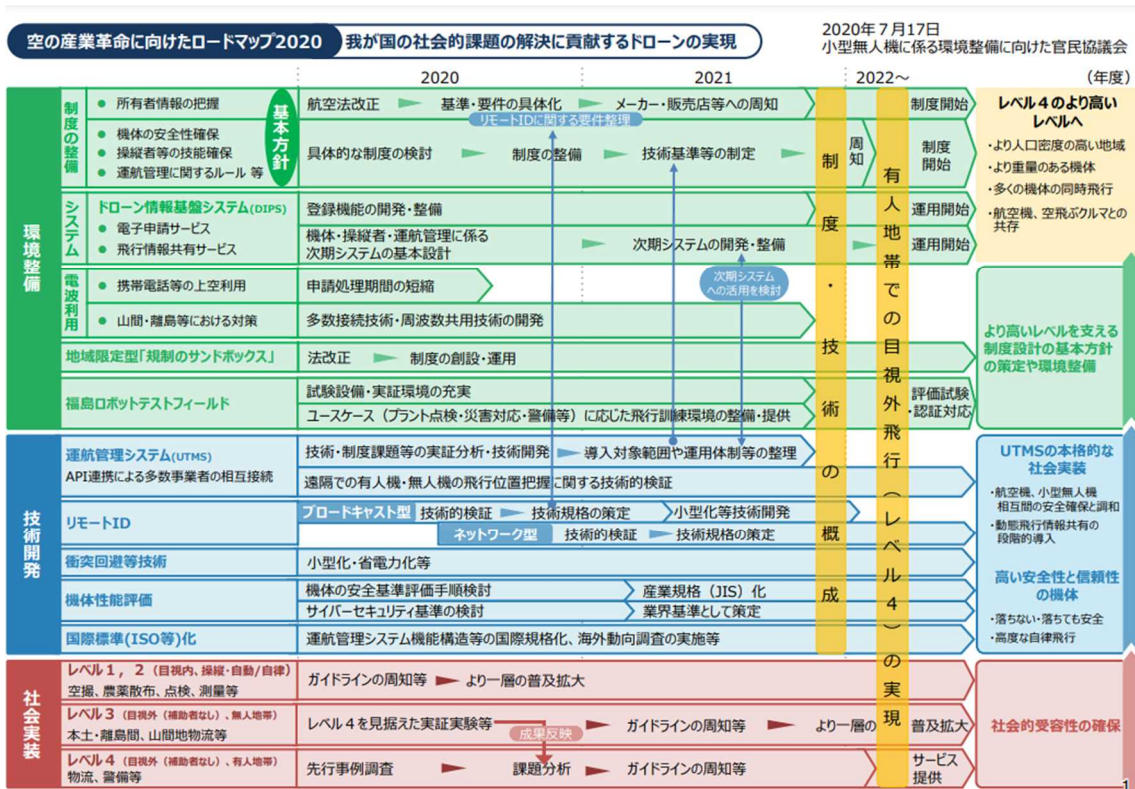 空の産業革命に向けたロードマップ2020
我が国の社会的課題の解決に貢献するドローンの実現
2020年7月17日
小型無人機に係る環境整備に向けた官民協議会
2020
2021
2022～
(年度)
環境整備
制度の整備
● 所有者情報の把握
● 機体の安全性確保
● 操縦者等の技能確保
● 運航管理に関するルール 等
基本方針
航空法改正
基準・要件の具体化
メーカー・販売店等への周知
制度開始
リモートIDに関する要件整理
具体的な制度の検討
制度の整備
技術基準等の制定
周知
制度
開始
システム
ドローン情報基盤システム(DIPS)
● 電子申請サービス
● 飛行情報共有サービス
登録機能の開発・整備
運用開始
機体・操縦者・運航管理に係る
次期システムの基本設計
次期システムの開発・整備
運用開始
次期システム
への活用を検討
電波利用
● 携帯電話等の上空利用
申請処理期間の短縮
● 山間・離島等における対策
多数接続技術・周波数共用技術の開発
地域限定型「規制のサンドボックス」
法改正
制度の創設・運用
福島ロボットテストフィールド
試験設備・実証環境の充実
ユースケース（プラント点検・災害対応・警備等）に応じた飛行訓練環境の整備・提供
評価試験
・認証対応
技術開発
運航管理システム(UTMS)
API連携による多数事業者の相互接続
技術・制度課題等の実証分析・技術開発
導入対象範囲や運用体制等の整理
遠隔での有人機・無人機の飛行位置把握に関する技術的検証
リモートID
ブロードキャスト型
技術的検証
技術規格の策定
小型化等技術開発
ネットワーク型
技術的検証
技術規格の策定
衝突回避等技術
小型化・省電力化等
機体性能評価
機体の安全基準評価手順検討
産業規格（JIS）化
サイバーセキュリティ基準の検討
業界基準として策定
国際標準(ISO等)化
運航管理システム機能構造等の国際規格化、海外動向調査の実施等
社会実装
レベル1，2（目視内、操縦・自動/自律）
空撮、農薬散布、点検、測量等
ガイドラインの周知等
より一層の普及拡大
レベル3（目視外（補助者なし）、無人地帯）
本土・離島間、山間地物流等
レベル4を見据えた実証実験等
成果反映
ガイドラインの周知等
より一層の
普及拡大
レベル4（目視外（補助者なし）、有人地帯）
物流、警備等
先行事例調査
課題分析
ガイドラインの周知等
サービス
提供
制度・技術の概成
有人地帯での目視外飛行（レベル4）の実現
レベル4のより高い
レベルへ
・より人口密度の高い地域
・より重量のある機体
・多くの機体の同時飛行
・航空機、空飛ぶクルマとの
共存
より高いレベルを支える
制度設計の基本方針
の策定や環境整備
UTMSの本格的な
社会実装
・航空機、小型無人機
相互間の安全確保と調和
・動態飛行情報共有の
段階的導入
高い安全性と信頼性
の機体
・落ちない・落ちても安全
・高度な自律飛行
社会的受容性の確保
1